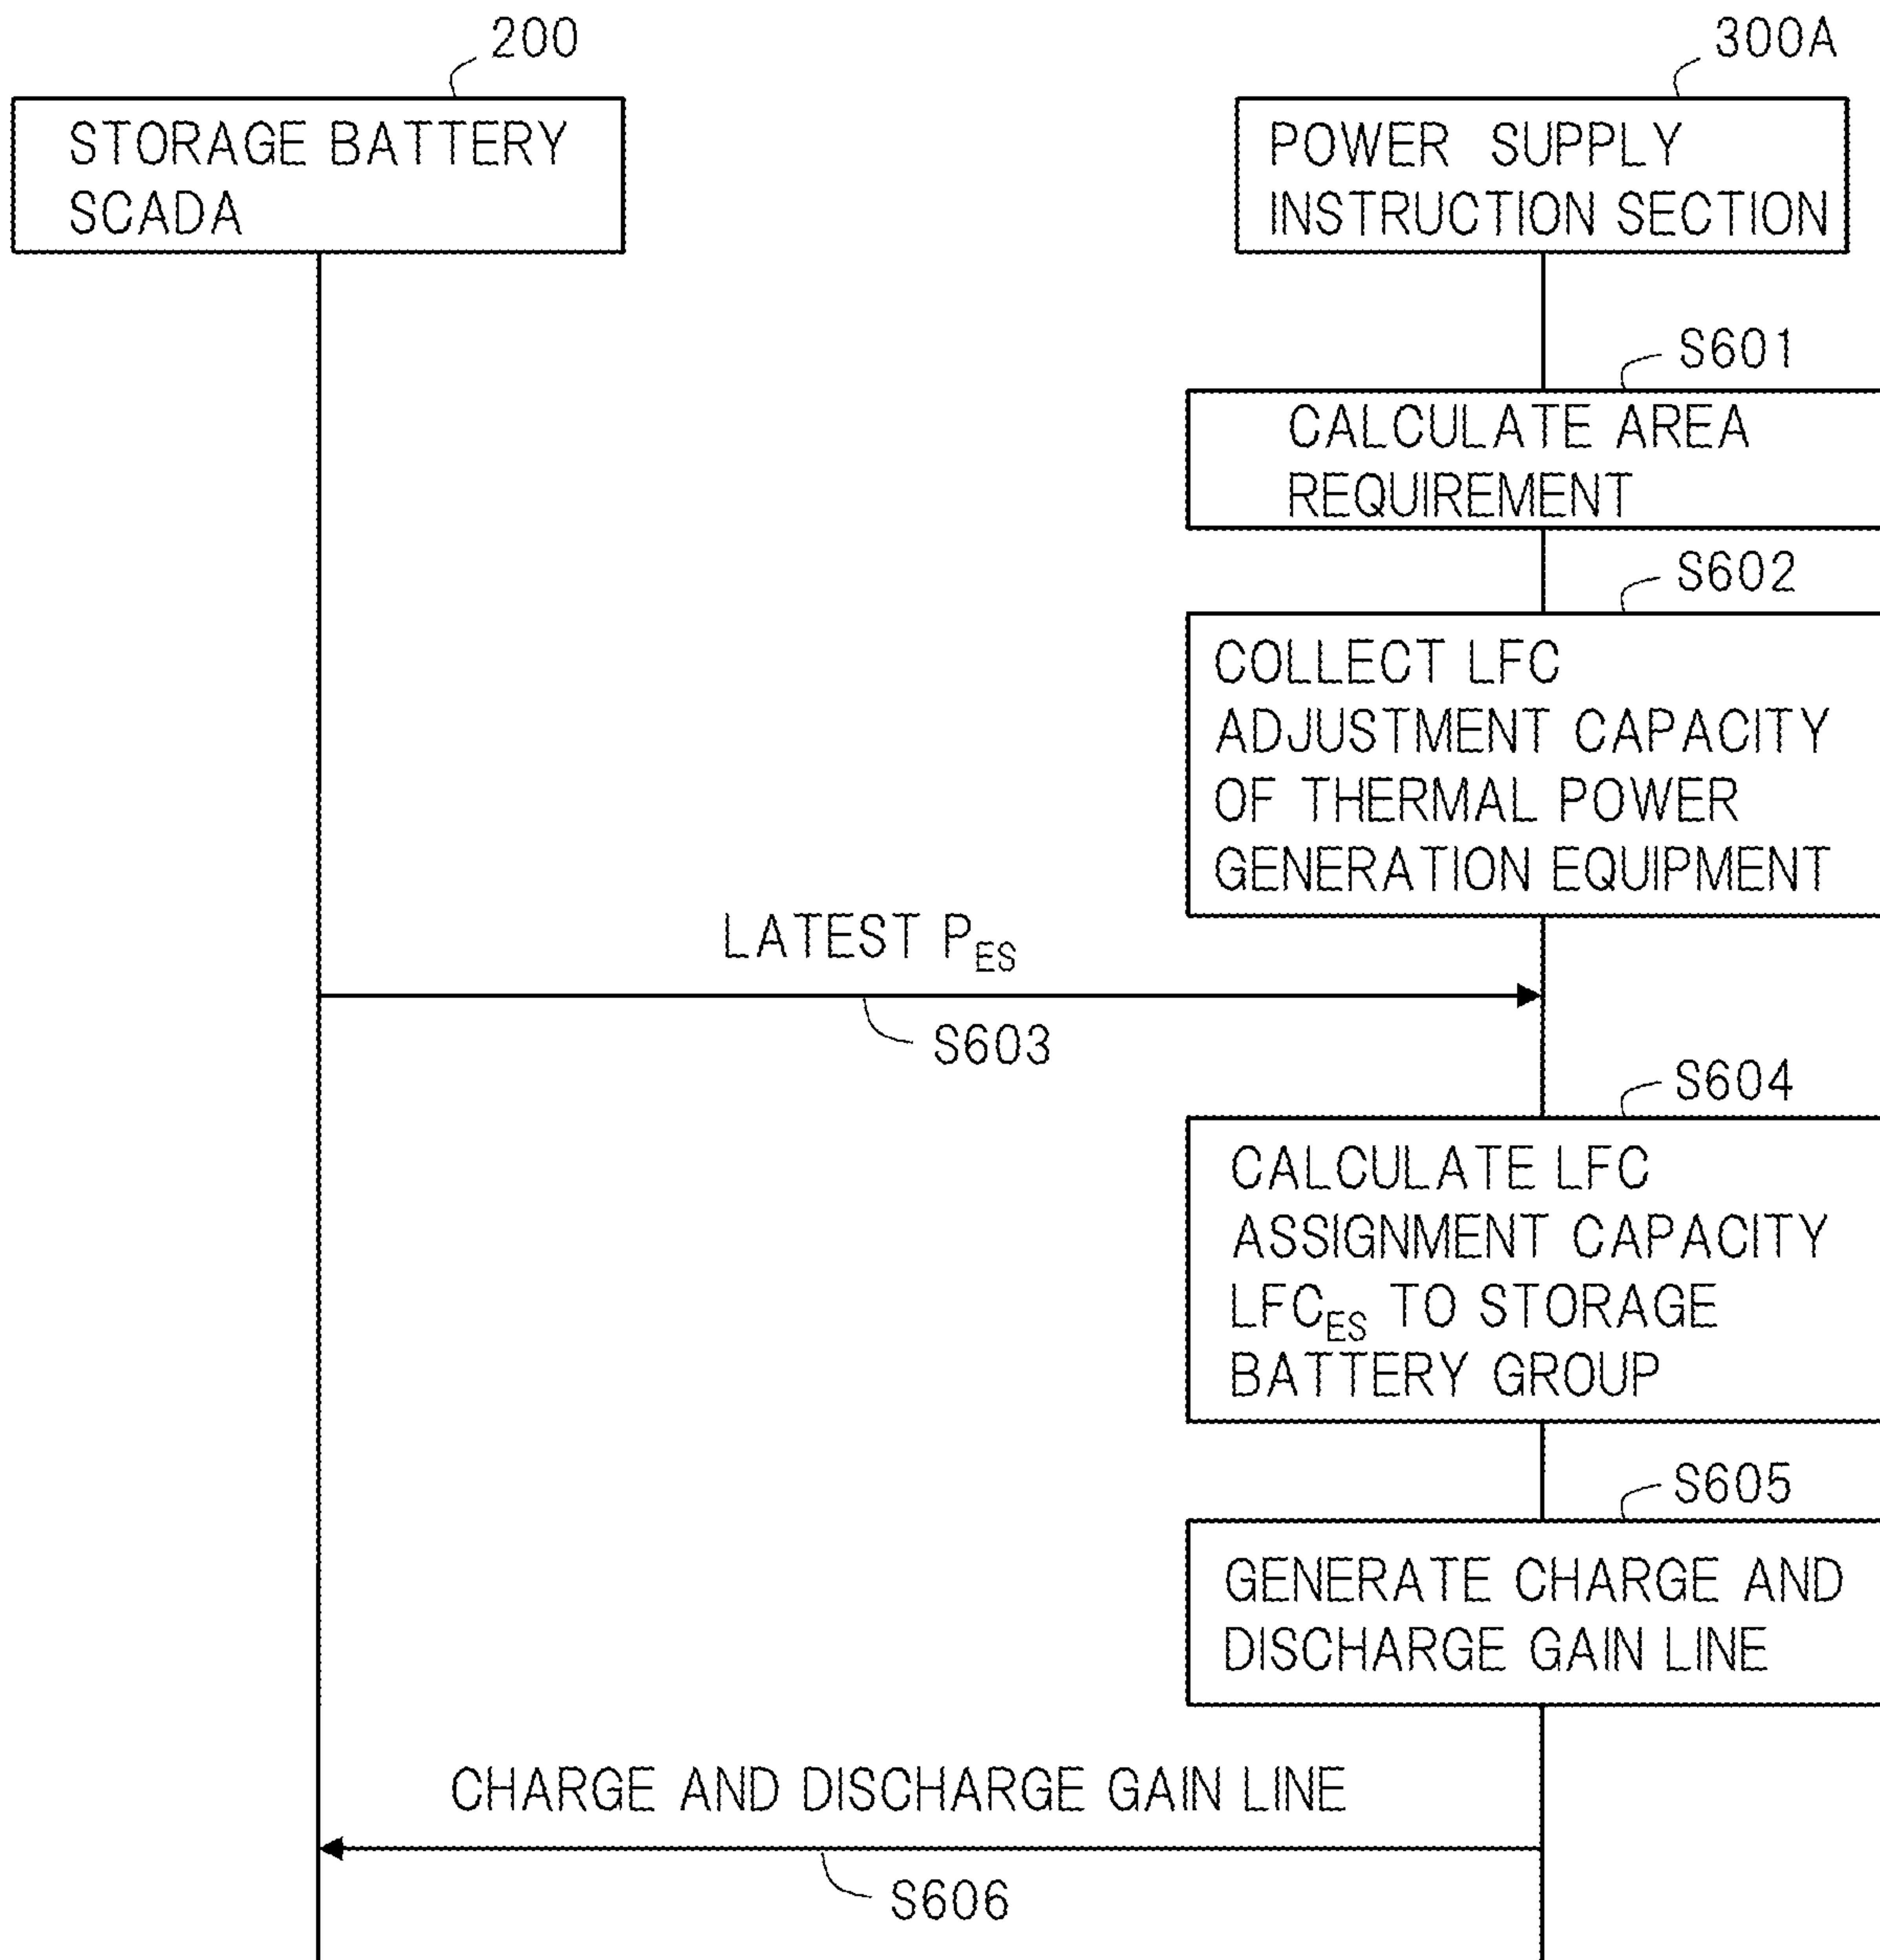 200
300A
STORAGE BATTERY
SCADA
POWER SUPPLY
INSTRUCTION SECTION
S601
CALCULATE AREA
REQUIREMENT
S602
COLLECT LFC
ADJUSTMENT CAPACITY
OF THERMAL POWER
GENERATION EQUIPMENT
LATEST P_ES
S603
S604
CALCULATE LFC
ASSIGNMENT CAPACITY
LFC_ES TO STORAGE
BATTERY GROUP
S605
GENERATE CHARGE AND
DISCHARGE GAIN LINE
CHARGE AND DISCHARGE GAIN LINE
S606